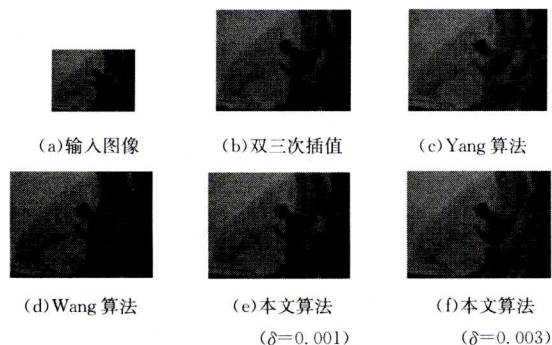 (a)输入图像
(b)双三次插值
(c)Yang 算法
(d)Wang 算法
(e)本文算法
(δ=0.001)
(f)本文算法
(δ=0.003)